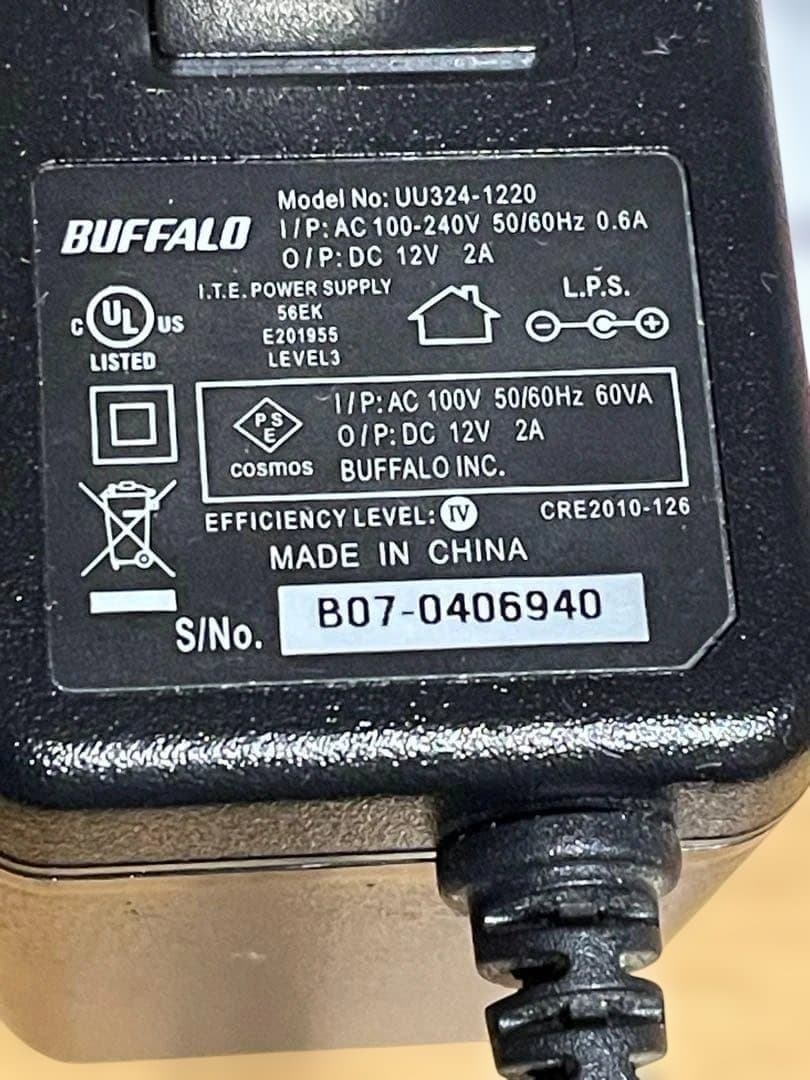 BUFFALO
Model No: UU324-1220
I/P: AC 100-240V 50/60Hz 0.6A
O/P: DC 12V 2A
I.T.E. POWER SUPPLY
56EK
E201955
LEVEL3
L.P.S.
C UL US
LISTED
PSE
cosmos
I/P: AC 100V 50/60Hz 60VA
O/P: DC 12V 2A
BUFFALO INC.
EFFICIENCY LEVEL: IV
CRE2010-126
MADE IN CHINA
S/No. B07-0406940